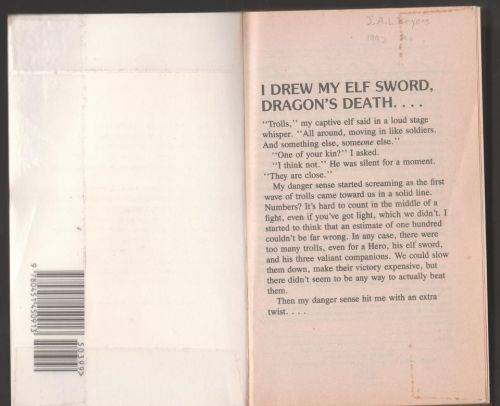 I DREW MY ELF SWORD,
DRAGON'S DEATH. . . .
"Trolls," my captive elf said in a loud stage
whisper. "All around, moving in like soldiers.
And something else, someone else."
"One of your kin?" I asked.
"I think not." He was silent for a moment.
"They are close."
My danger sense started screaming as the first
wave of trolls came toward us in a solid line.
Numbers? It's hard to count in the middle of a
fight, even if you've got light, which we didn't. I
started to think that an estimate of one hundred
couldn't be far wrong. In any case, there were
too many trolls, even for a Hero, his elf sword,
and his three valiant companions. We could slow
them down, make their victory expensive, but
there didn't seem to be any way to actually beat
them.
Then my danger sense hit me with an extra
twist. . . .
9780451450913
50399